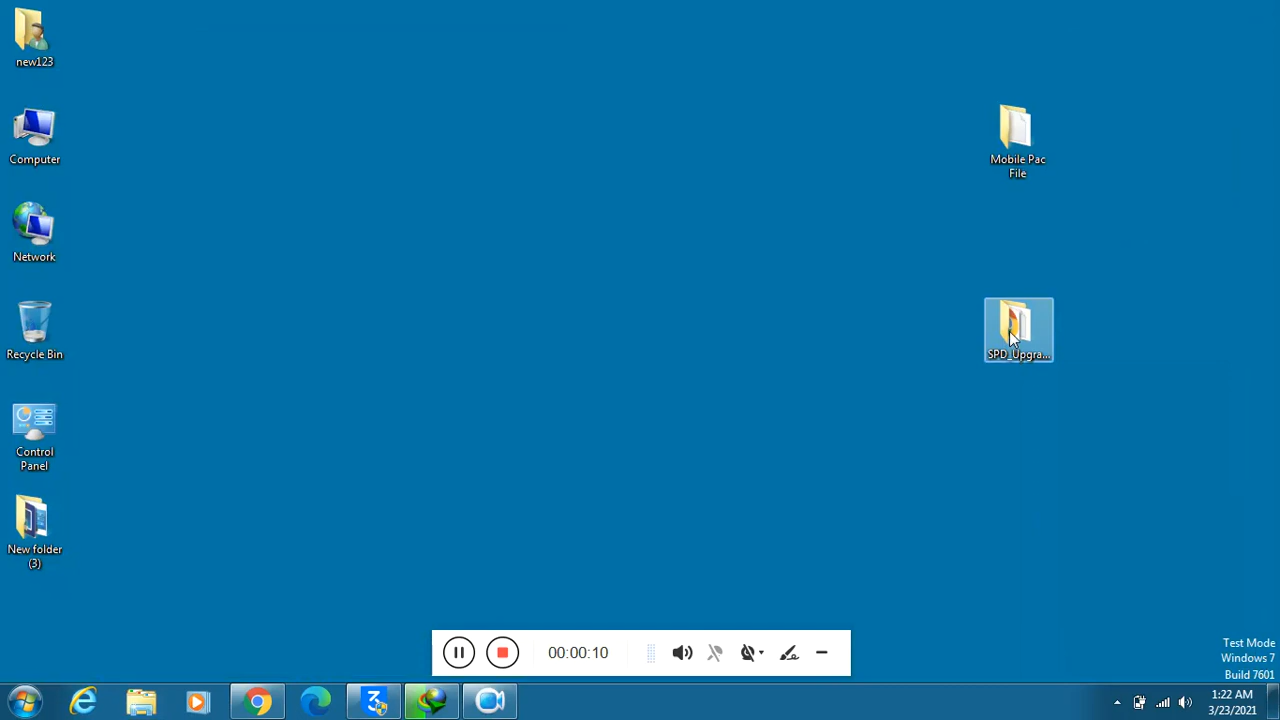 new123
Computer
Network
Recycle Bin
Control
Panel
New folder
(3)
Mobile Pac
File
SPD_Upgra...
00:00:10
Test Mode
Windows 7
Build 7601
1:22 AM
3/23/2021